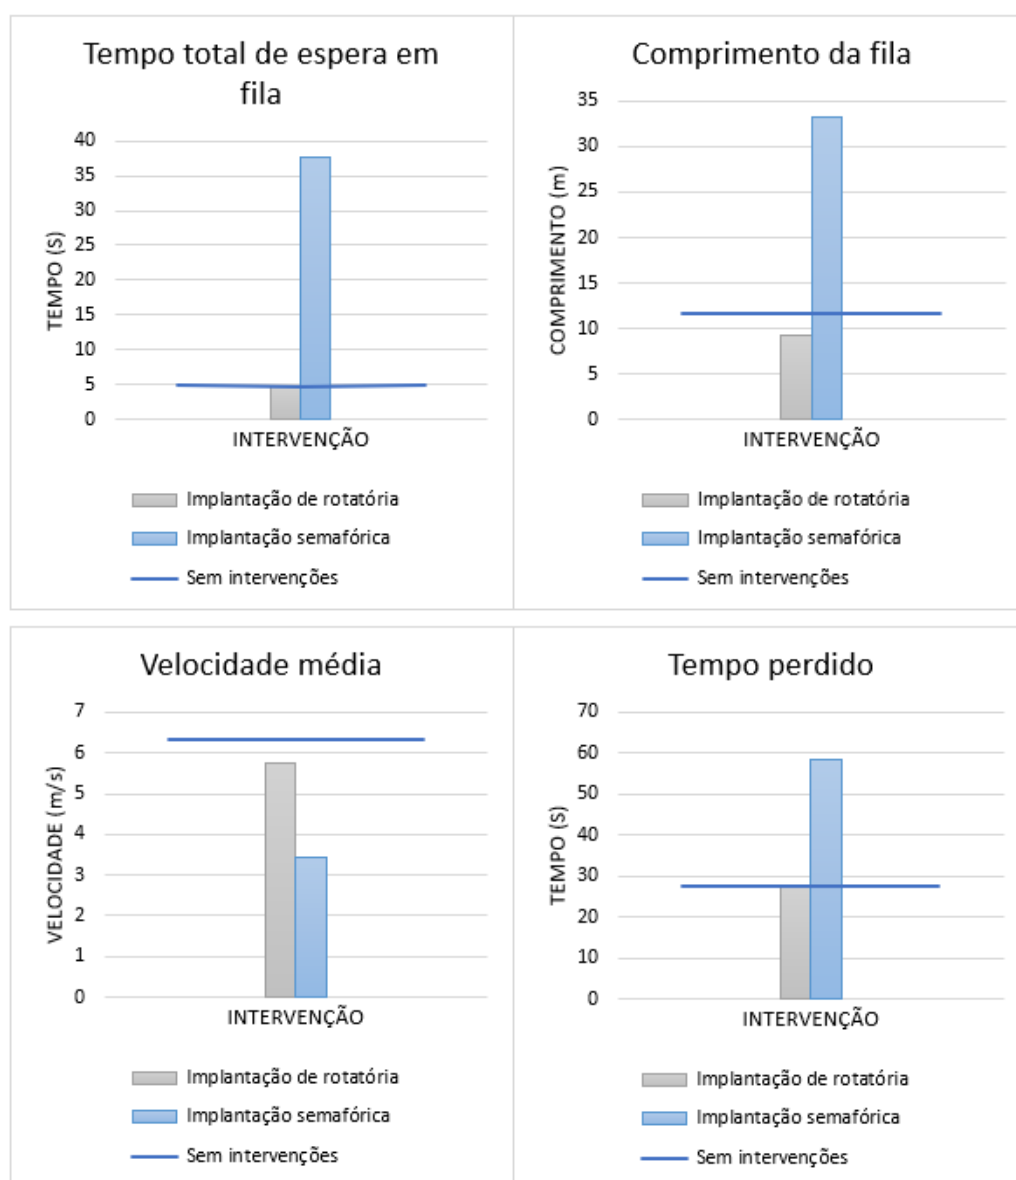 Tempo total de espera em
fila
40
35
30
25
20
15
10
5
0
TEMPO (S)
INTERVENÇÃO
Implantação de rotatória
Implantação semafórica
Sem intervenções
Comprimento da fila
35
30
25
20
15
10
5
0
COMPRIMENTO (m)
INTERVENÇÃO
Implantação de rotatória
Implantação semafórica
Sem intervenções
Velocidade média
7
6
5
4
3
2
1
0
VELOCIDADE (m/s)
INTERVENÇÃO
Implantação de rotatória
Implantação semafórica
Sem intervenções
Tempo perdido
70
60
50
40
30
20
10
0
TEMPO (S)
INTERVENÇÃO
Implantação de rotatória
Implantação semafórica
Sem intervenções